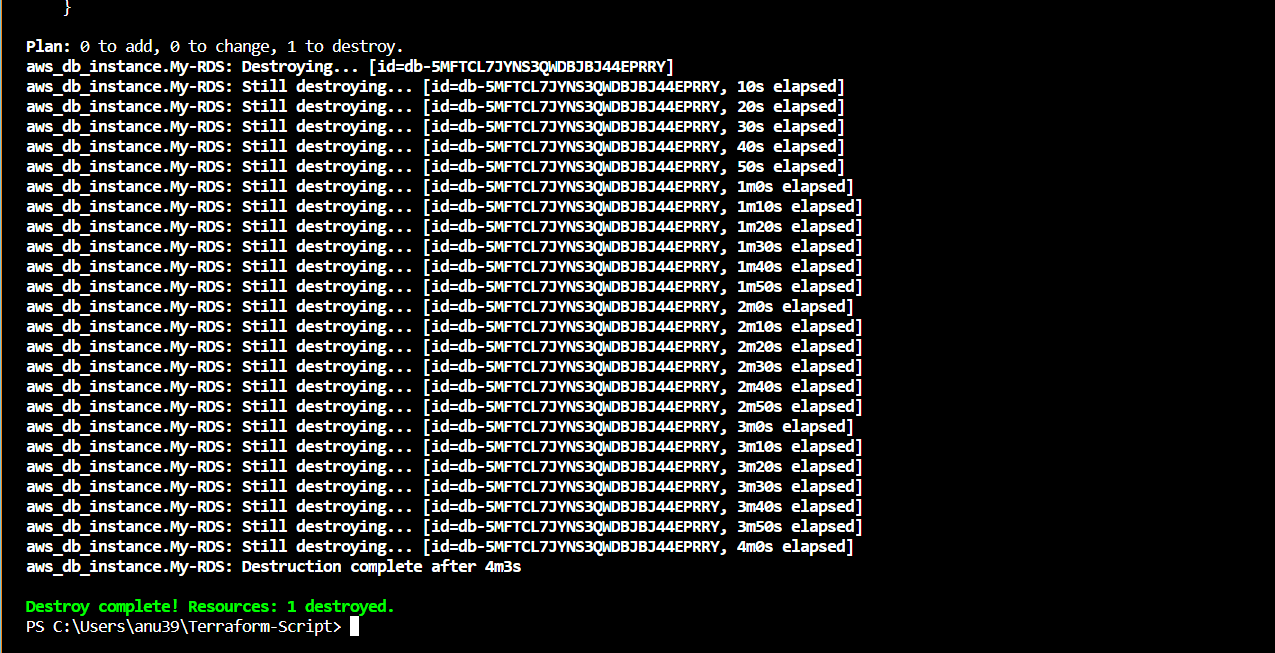 }
Plan: 0 to add, 0 to change, 1 to destroy.
aws_db_instance.My-RDS: Destroying... [id=db-5MFTCL7JYNS3QWDBJBJ44EPRRY]
aws_db_instance.My-RDS: Still destroying... [id=db-5MFTCL7JYNS3QWDBJBJ44EPRRY, 10s elapsed]
aws_db_instance.My-RDS: Still destroying... [id=db-5MFTCL7JYNS3QWDBJBJ44EPRRY, 20s elapsed]
aws_db_instance.My-RDS: Still destroying... [id=db-5MFTCL7JYNS3QWDBJBJ44EPRRY, 30s elapsed]
aws_db_instance.My-RDS: Still destroying... [id=db-5MFTCL7JYNS3QWDBJBJ44EPRRY, 40s elapsed]
aws_db_instance.My-RDS: Still destroying... [id=db-5MFTCL7JYNS3QWDBJBJ44EPRRY, 50s elapsed]
aws_db_instance.My-RDS: Still destroying... [id=db-5MFTCL7JYNS3QWDBJBJ44EPRRY, 1m0s elapsed]
aws_db_instance.My-RDS: Still destroying... [id=db-5MFTCL7JYNS3QWDBJBJ44EPRRY, 1m10s elapsed]
aws_db_instance.My-RDS: Still destroying... [id=db-5MFTCL7JYNS3QWDBJBJ44EPRRY, 1m20s elapsed]
aws_db_instance.My-RDS: Still destroying... [id=db-5MFTCL7JYNS3QWDBJBJ44EPRRY, 1m30s elapsed]
aws_db_instance.My-RDS: Still destroying... [id=db-5MFTCL7JYNS3QWDBJBJ44EPRRY, 1m40s elapsed]
aws_db_instance.My-RDS: Still destroying... [id=db-5MFTCL7JYNS3QWDBJBJ44EPRRY, 1m50s elapsed]
aws_db_instance.My-RDS: Still destroying... [id=db-5MFTCL7JYNS3QWDBJBJ44EPRRY, 2m0s elapsed]
aws_db_instance.My-RDS: Still destroying... [id=db-5MFTCL7JYNS3QWDBJBJ44EPRRY, 2m10s elapsed]
aws_db_instance.My-RDS: Still destroying... [id=db-5MFTCL7JYNS3QWDBJBJ44EPRRY, 2m20s elapsed]
aws_db_instance.My-RDS: Still destroying... [id=db-5MFTCL7JYNS3QWDBJBJ44EPRRY, 2m30s elapsed]
aws_db_instance.My-RDS: Still destroying... [id=db-5MFTCL7JYNS3QWDBJBJ44EPRRY, 2m40s elapsed]
aws_db_instance.My-RDS: Still destroying... [id=db-5MFTCL7JYNS3QWDBJBJ44EPRRY, 2m50s elapsed]
aws_db_instance.My-RDS: Still destroying... [id=db-5MFTCL7JYNS3QWDBJBJ44EPRRY, 3m0s elapsed]
aws_db_instance.My-RDS: Still destroying... [id=db-5MFTCL7JYNS3QWDBJBJ44EPRRY, 3m10s elapsed]
aws_db_instance.My-RDS: Still destroying... [id=db-5MFTCL7JYNS3QWDBJBJ44EPRRY, 3m20s elapsed]
aws_db_instance.My-RDS: Still destroying... [id=db-5MFTCL7JYNS3QWDBJBJ44EPRRY, 3m30s elapsed]
aws_db_instance.My-RDS: Still destroying... [id=db-5MFTCL7JYNS3QWDBJBJ44EPRRY, 3m40s elapsed]
aws_db_instance.My-RDS: Still destroying... [id=db-5MFTCL7JYNS3QWDBJBJ44EPRRY, 3m50s elapsed]
aws_db_instance.My-RDS: Still destroying... [id=db-5MFTCL7JYNS3QWDBJBJ44EPRRY, 4m0s elapsed]
aws_db_instance.My-RDS: Destruction complete after 4m3s
Destroy complete! Resources: 1 destroyed.
PS C:\Users\anu39\Terraform-Script>